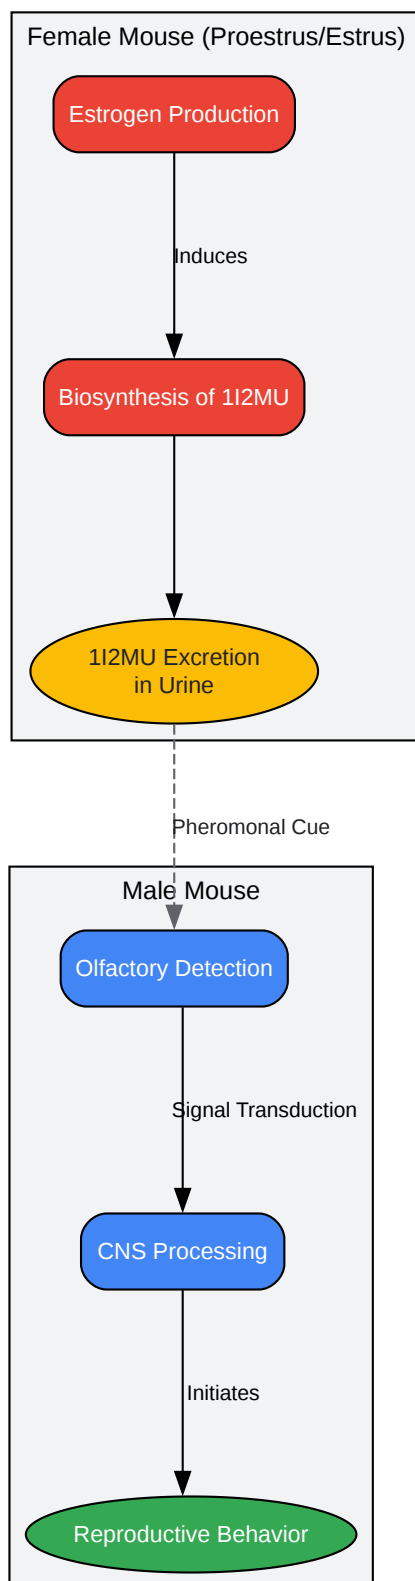 Female Mouse (Proestrus/Estrus)
Estrogen Production
Induces
Biosynthesis of 1I2MU
1I2MU Excretion
in Urine
Pheromonal Cue
Male Mouse
Olfactory Detection
Signal Transduction
CNS Processing
Initiates
Reproductive Behavior